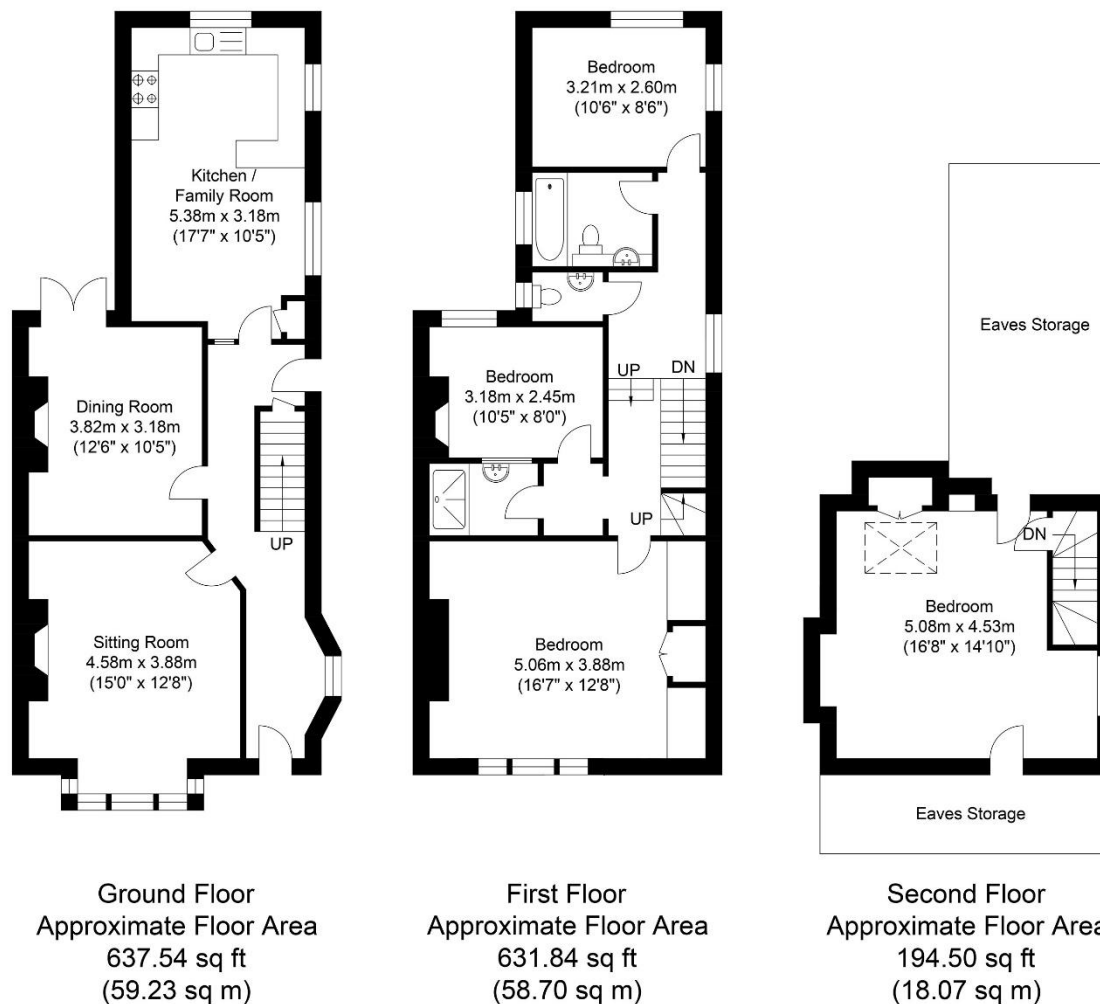 Kitchen /
Family Room
5.38m x 3.18m
(17'7" x 10'5")
Dining Room
3.82m x 3.18m
(12'6" x 10'5")
UP
Sitting Room
4.58m x 3.88m
(15'0" x 12'8")
Ground Floor
Approximate Floor Area
637.54 sq ft
(59.23 sq m)
Bedroom
3.21m x 2.60m
(10'6" x 8'6")
UP
DN
Bedroom
3.18m x 2.45m
(10'5" x 8'0")
UP
Bedroom
5.06m x 3.88m
(16'7" x 12'8")
First Floor
Approximate Floor Area
631.84 sq ft
(58.70 sq m)
Eaves Storage
DN
Bedroom
5.08m x 4.53m
(16'8" x 14'10")
Eaves Storage
Second Floor
Approximate Floor Area
194.50 sq ft
(18.07 sq m)